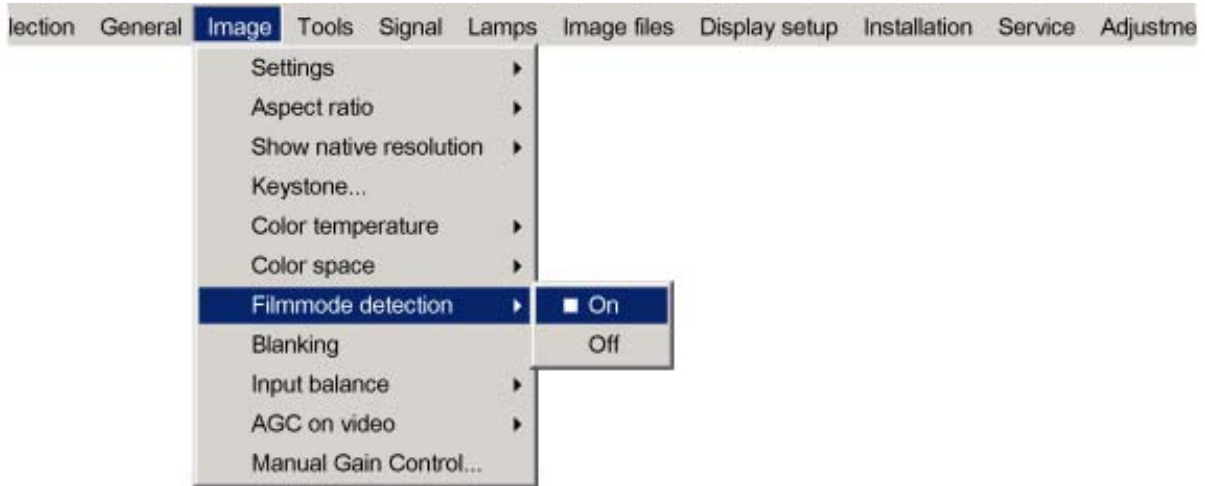 lection General Image Tools Signal Lamps Image files Display setup Installation Service Adjustme
Settings
Aspect ratio
Show native resolution
Keystone...
Color temperature
Color space
Filmmode detection
On
Off
Blanking
Input balance
AGC on video
Manual Gain Control...